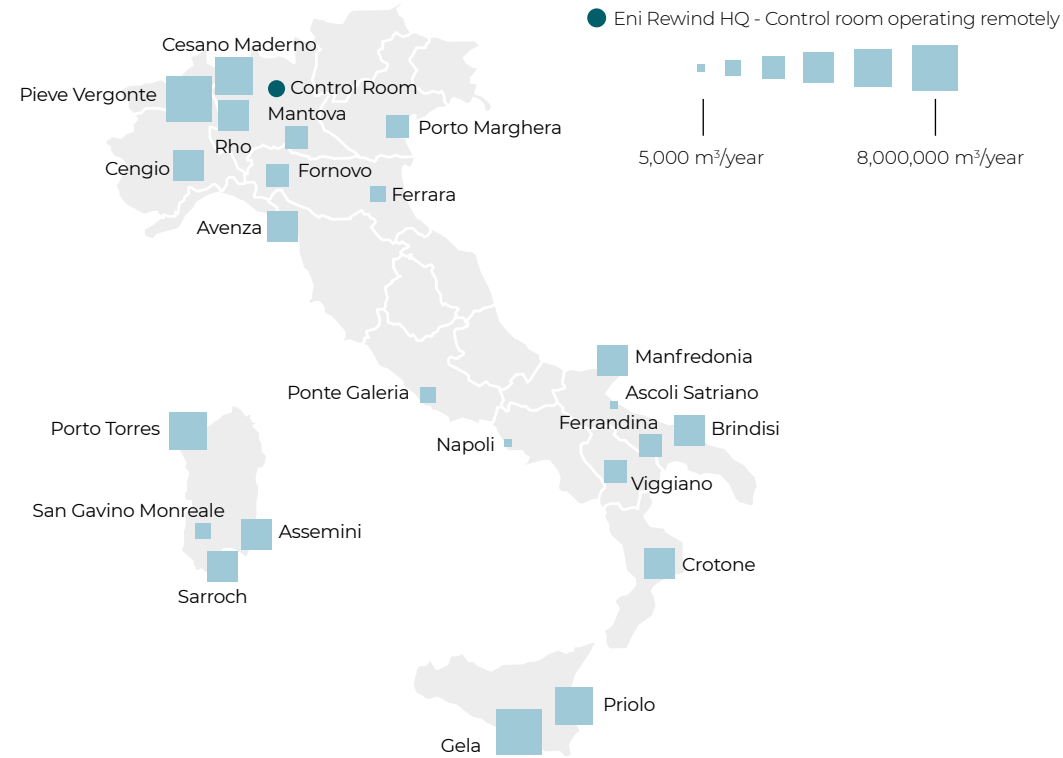 Eni Rewind HQ - Control room operating remotely
5,000 m³/year
8,000,000 m³/year
Cesano Maderno
Pieve Vergonte
Control Room
Mantova
Porto Marghera
Rho
Cengio
Fornovo
Ferrara
Avenza
Manfredonia
Ponte Galeria
Ascoli Satriano
Ferrandina
Brindisi
Porto Torres
Napoli
Viggiano
San Gavino Monreale
Assemini
Crotone
Sarroch
Priolo
Gela